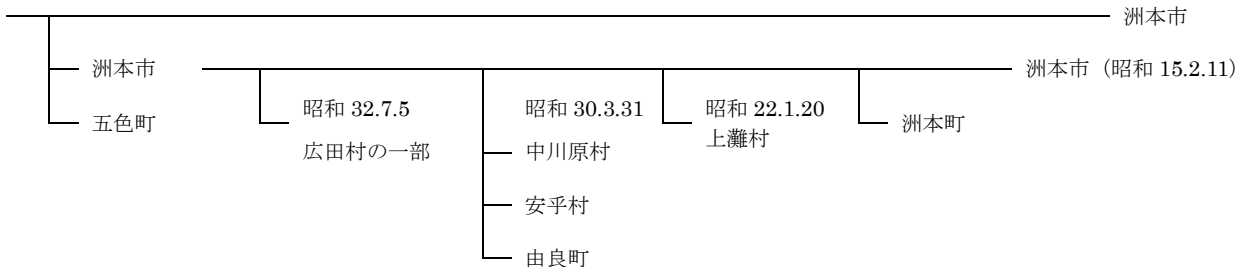 洲本市
洲本市
洲本市（昭和 15.2.11）
五色町
昭和 32.7.5
広田村の一部
昭和 30.3.31
中川原村
安乎村
由良町
昭和 22.1.20
上灘村
洲本町